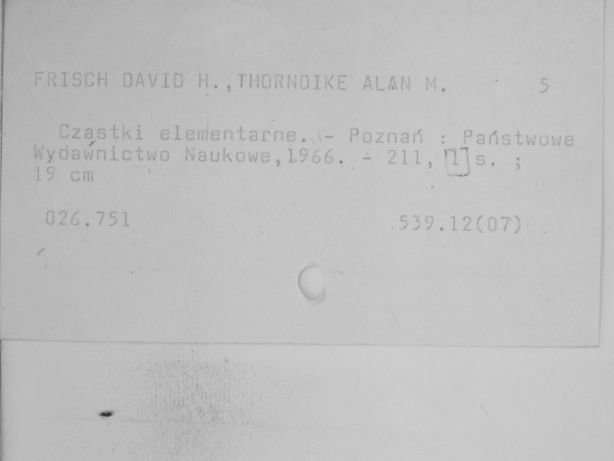 FRISCH DAVID H.,THORNDIKE ALAN M. 5
Cząstki elementarne. - Poznań : Państwowe
Wydawnictwo Naukowe,1966. - 211, [1] s. ;
19 cm
026.751 539.12(07)